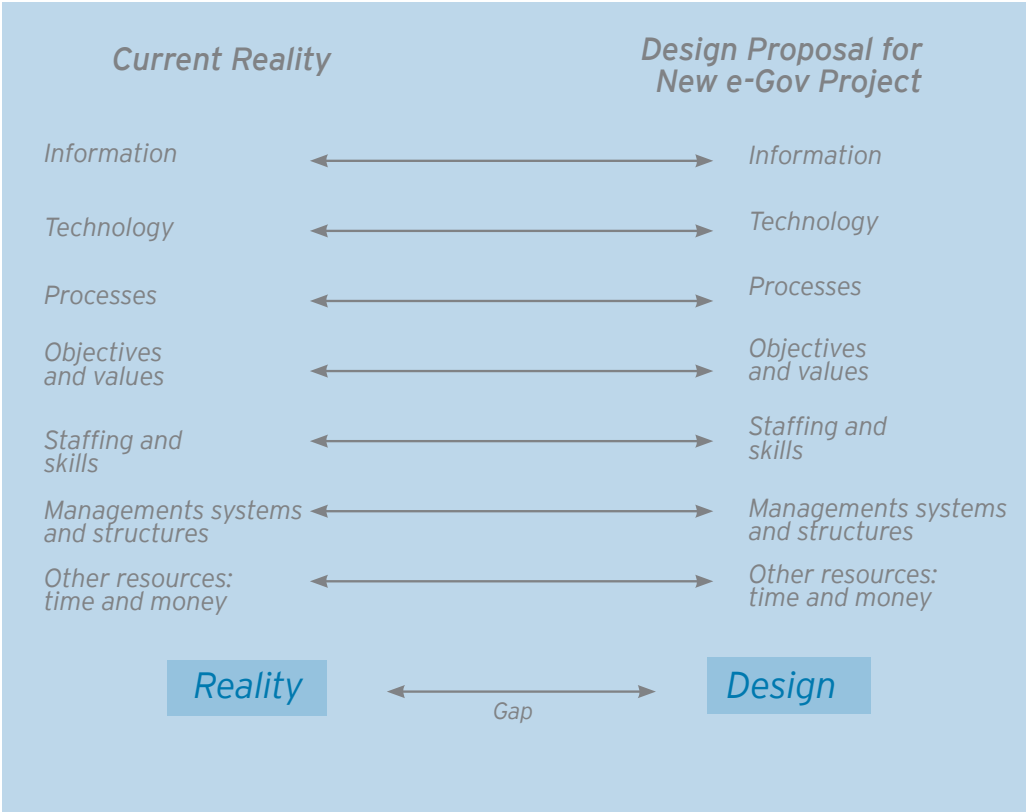 Current Reality
Design Proposal for
New e-Gov Project
Information
Information
Technology
Technology
Processes
Processes
Objectives
and values
Objectives
and values
Staffing and
skills
Staffing and
skills
Managements systems
and structures
Managements systems
and structures
Other resources:
time and money
Other resources:
time and money
Reality
Gap
Design